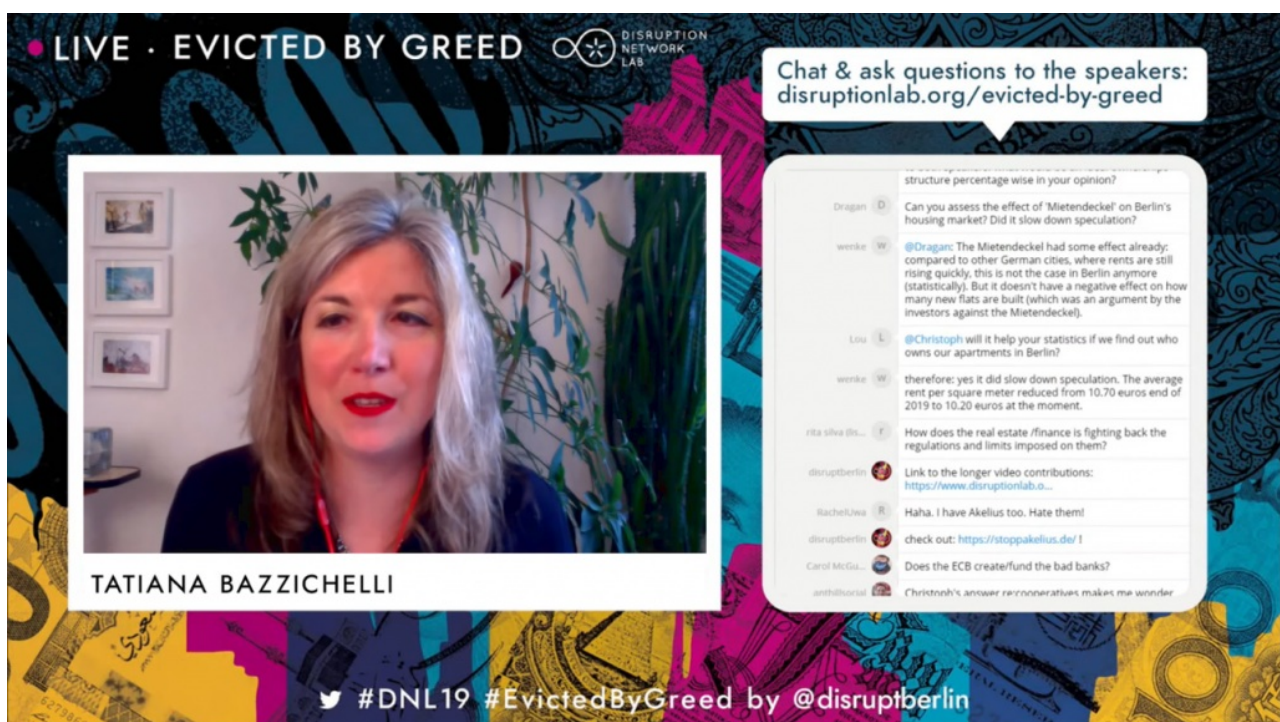 LIVE · EVICTED BY GREED
DISRUPTION
NETWORK
LAB
Chat & ask questions to the speakers:
disruptionlab.org/evicted-by-greed
structure percentage wise in your opinion?
Dragan D
Can you assess the effect of 'Mietendeckel' on Berlin's
housing market? Did it slow down speculation?
wenke W
@Dragan: The Mietendeckel had some effect already:
compared to other German cities, where rents are still
rising quickly, this is not the case in Berlin anymore
(statistically). But it doesn't have a negative effect on how
many new flats are built (which was an argument by the
investors against the Mietendeckel).
Lou L
@Christoph will it help your statistics if we find out who
owns our apartments in Berlin?
wenke W
therefore: yes it did slow down speculation. The average
rent per square meter reduced from 10.70 euros end of
2019 to 10.20 euros at the moment.
rita silva (lis... r
How does the real estate /finance is fighting back the
regulations and limits imposed on them?
disruptberlin
Link to the longer video contributions:
https://www.disruptionlab.o...
RachelUwa R
Haha. I have Akelius too. Hate them!
disruptberlin
check out: https://stoppakelius.de/ !
Carol McGu...
Does the ECB create/fund the bad banks?
anthillsorial
Christoph's answer re:cooperatives makes me wonder
TATIANA BAZZICHELLI
#DNL19 #EvictedByGreed by @disruptberlin